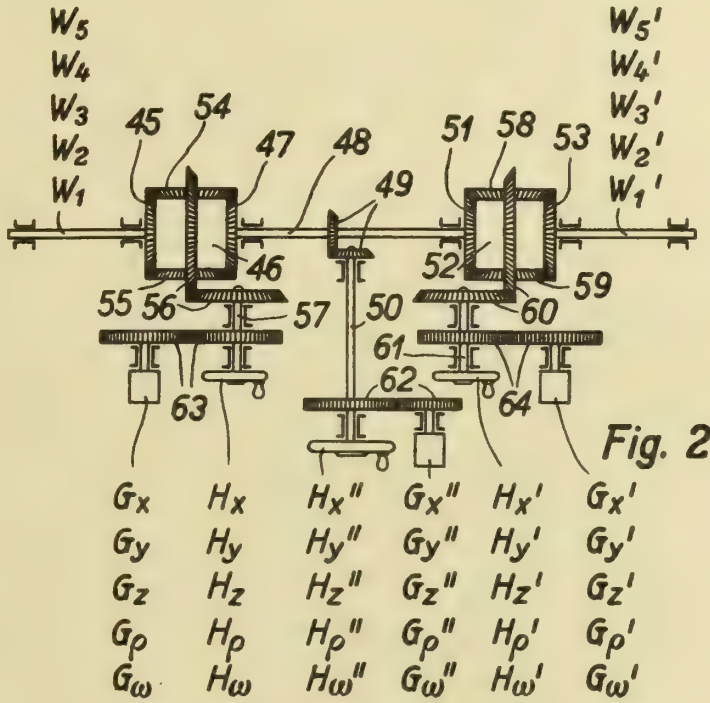 W₅ W₅'
W₄ W₄'
W₃ W₃'
W₂ W₂'
W₁ W₁'
45 54 47 48 49 51 58 53
46 52
55 56 57 50 60 59
61
63 62 64
Fig. 2
Gx Hx Hx" Gx" Hx' Gx'
Gy Hy Hy" Gy" Hy' Gy'
Gz Hz Hz" Gz" Hz' Gz'
Gρ Hρ Hρ" Gρ" Hρ' Gρ'
Gω Hω Hω" Gω" Hω' Gω'